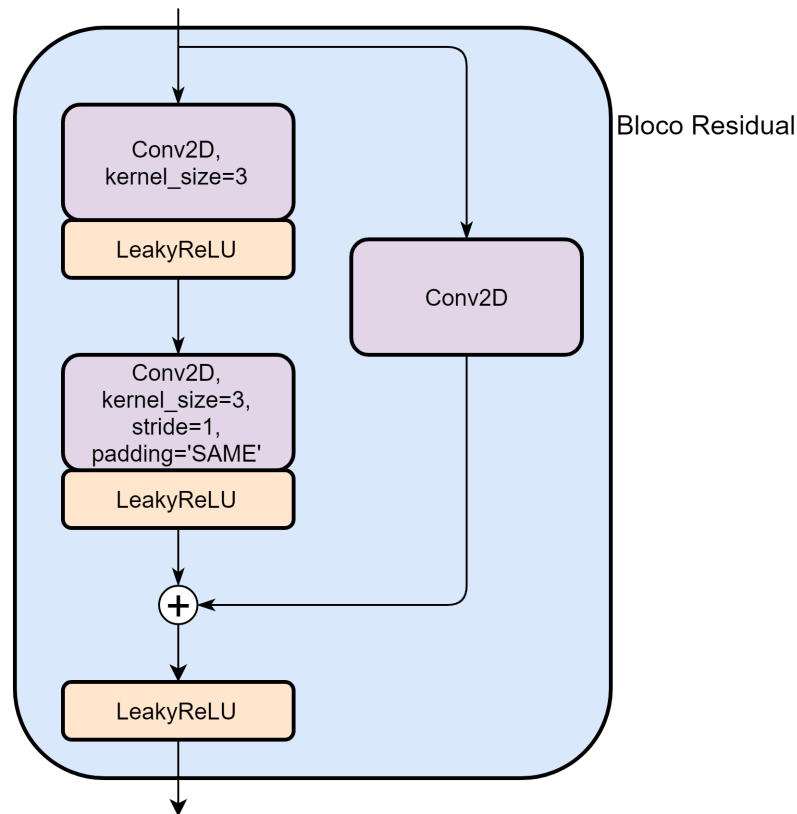 Bloco Residual
Conv2D,
kernel_size=3
LeakyReLU
Conv2D
Conv2D,
kernel_size=3,
stride=1,
padding='SAME'
LeakyReLU
+
LeakyReLU